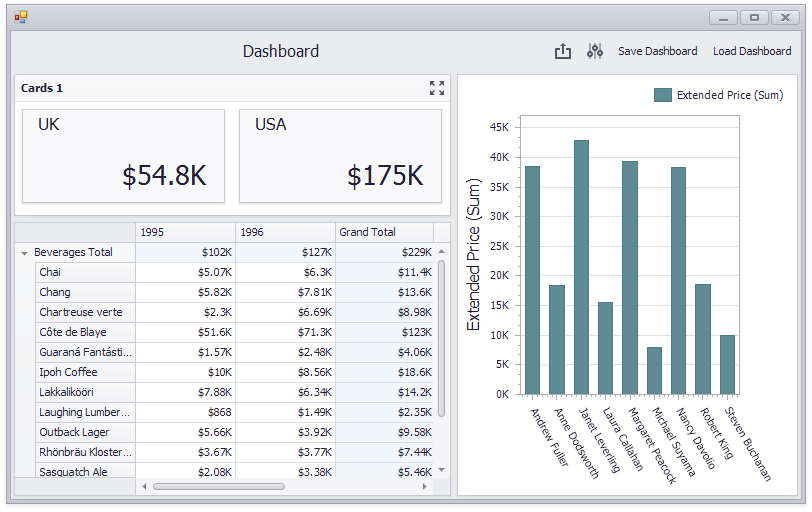 Dashboard
Save Dashboard
Load Dashboard
Cards 1
UK
$54.8K
USA
$175K
1995 1996 Grand Total
Beverages Total $102K $127K $229K
Chai $5.07K $6.3K $11.4K
Chang $5.82K $7.81K $13.6K
Chartreuse verte $2.3K $6.69K $8.98K
Côte de Blaye $51.6K $71.3K $123K
Guaraná Fantásti... $1.57K $2.48K $4.06K
Ipoh Coffee $10K $8.56K $18.6K
Lakkalikööri $7.88K $6.34K $14.2K
Laughing Lumber... $868 $1.49K $2.35K
Outback Lager $5.66K $3.92K $9.58K
Rhönbräu Kloster... $3.67K $3.77K $7.44K
Sasquatch Ale $2.08K $3.38K $5.46K
Extended Price (Sum)
Extended Price (Sum)
45K
40K
35K
30K
25K
20K
15K
10K
5K
0K
Andrew Fuller
Anne Dodsworth
Janet Leverling
Laura Callahan
Margaret Peacock
Michael Suyama
Nancy Davolio
Robert King
Steven Buchanan